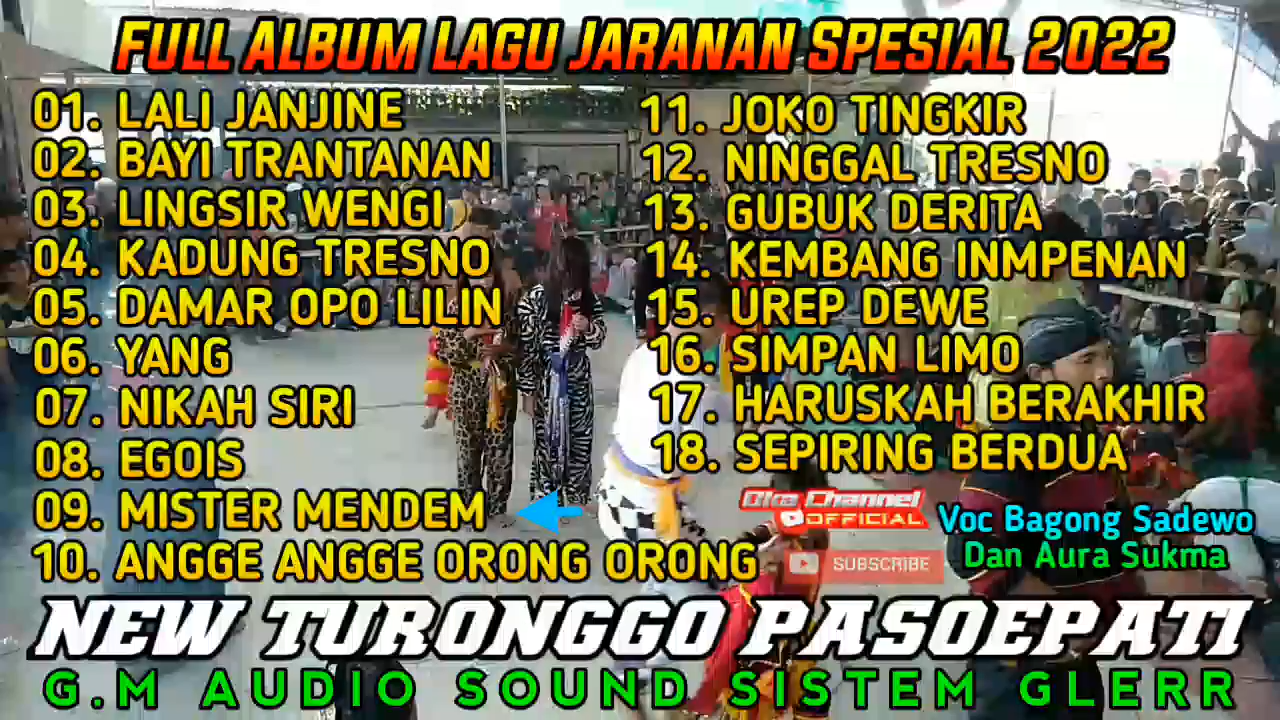 FULL ALBUM LAGU JARANAN SPESIAL 2022
01. LALI JANJINE
02. BAYI TRANTANAN
03. LINGSIR WENGI
04. KADUNG TRESNO
05. DAMAR OPO LILIN
06. YANG
07. NIKAH SIRI
08. EGOIS
09. MISTER MENDEM
10. ANGGE ANGGE ORONG ORONG
11. JOKO TINGKIR
12. NINGGAL TRESNO
13. GUBUK DERITA
14. KEMBANG INMPENAN
15. UREP DEWE
16. SIMPAN LIMO
17. HARUSKAH BERAKHIR
18. SEPIRING BERDUA
Channel
OFFICIAL
SUBSCRIBE
Voc Bagong Sadewo
Dan Aura Sukma
NEW TURONGGO PASOEPATI
G.M AUDIO SOUND SISTEM GLERR